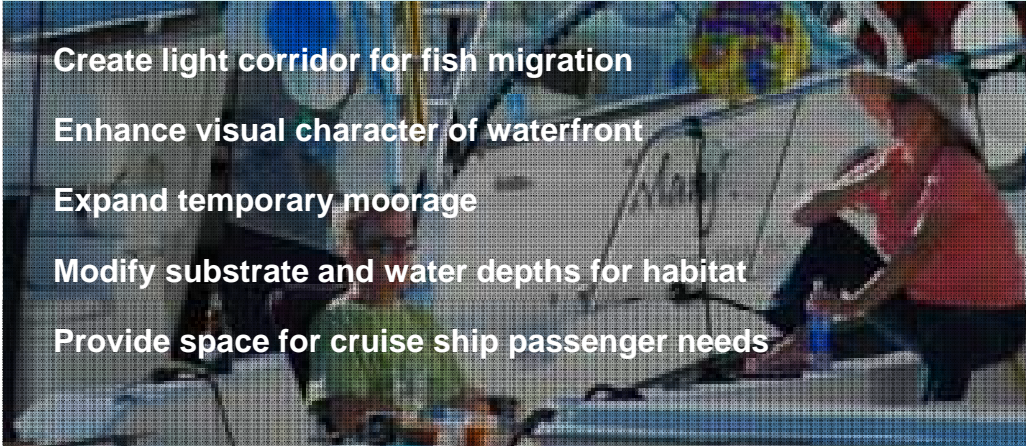 Create light corridor for fish migration
Enhance visual character of waterfront
Expand temporary moorage
Modify substrate and water depths for habitat
Provide space for cruise ship passenger needs